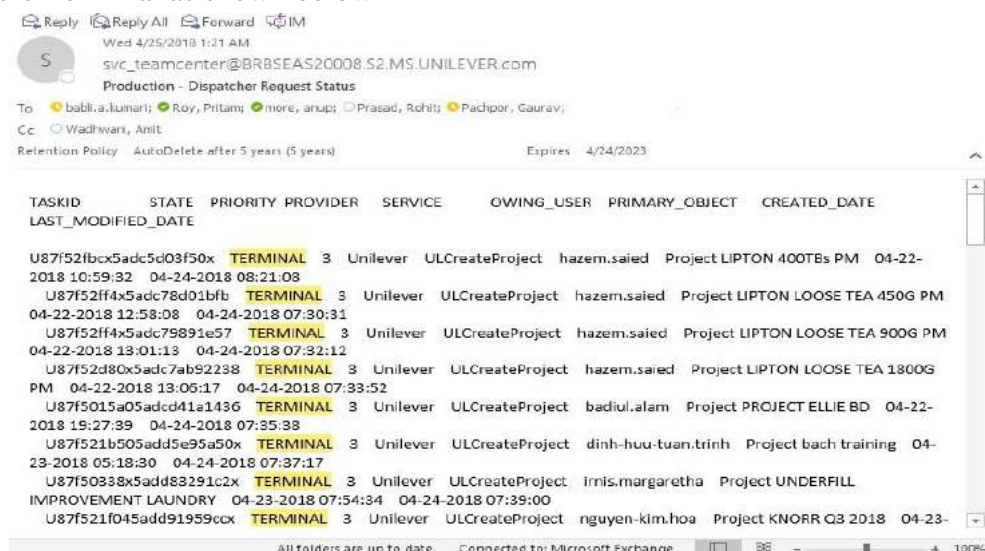 Reply Reply All Forward IM
Wed 4/25/2018 1:21 AM
S
svc_teamcenter@BRBSEAS20008.S2.MS.UNILEVER.com
Production - Dispatcher Request Status
To babli.a.kumari; Roy, Pritam; more, anup; Prasad, Rohit; Pachpor, Gaurav;
Cc Wadhwani, Amit
Retention Policy AutoDelete after 5 years (5 years) Expires 4/24/2023
TASKID STATE PRIORITY PROVIDER SERVICE OWING_USER PRIMARY_OBJECT CREATED_DATE
LAST_MODIFIED_DATE
U87f52fbcx5adc5d03f50x TERMINAL 3 Unilever ULCreateProject hazem.saied Project LIPTON 400TBs PM 04-22-
2018 10:59:32 04-24-2018 08:21:08
U87f52ff4x5adc78d01bfb TERMINAL 3 Unilever ULCreateProject hazem.saied Project LIPTON LOOSE TEA 450G PM
04-22-2018 12:58:08 04-24-2018 07:30:31
U87f52ff4x5adc79891e57 TERMINAL 3 Unilever ULCreateProject hazem.saied Project LIPTON LOOSE TEA 900G PM
04-22-2018 13:01:13 04-24-2018 07:32:12
U87f52d80x5adc7ab92238 TERMINAL 3 Unilever ULCreateProject hazem.saied Project LIPTON LOOSE TEA 1800G
PM 04-22-2018 13:05:17 04-24-2018 07:33:52
U87f5015a05adcd41a1436 TERMINAL 3 Unilever ULCreateProject badiul.alam Project PROJECT ELLIE BD 04-22-
2018 19:27:39 04-24-2018 07:35:38
U87f521b505add5e95a50x TERMINAL 3 Unilever ULCreateProject dinh-huu-tuan.trinh Project bach training 04-
23-2018 05:18:30 04-24-2018 07:37:17
U87f50338x5add83291c2x TERMINAL 3 Unilever ULCreateProject irnis.margaretha Project UNDERFILL
IMPROVEMENT LAUNDRY 04-23-2018 07:54:34 04-24-2018 07:39:00
U87f521f045add91959ccx TERMINAL 3 Unilever ULCreateProject nguyen-kim.hoa Project KNORR Q3 2018 04-23-
All folders are up to date. Connected to: Microsoft Exchange 100%